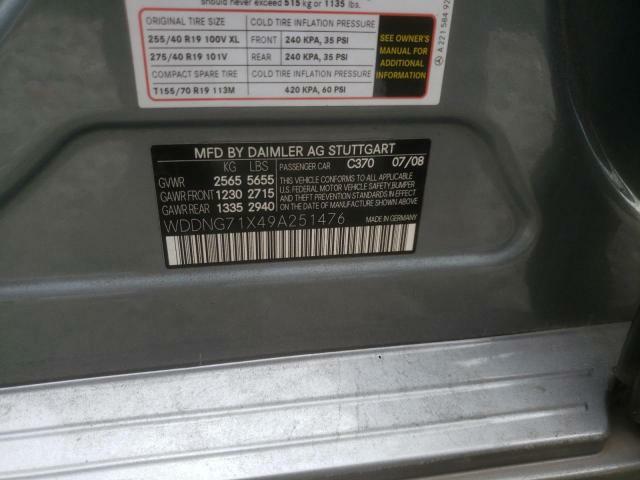 should never exceed 515 kg or 1135 lbs.
ORIGINAL TIRE SIZE COLD TIRE INFLATION PRESSURE
255/40 R19 100V XL FRONT 240 KPA, 35 PSI
275/40 R19 101V REAR 240 KPA, 35 PSI
COMPACT SPARE TIRE COLD TIRE INFLATION PRESSURE
T155/70 R19 113M 420 KPA, 60 PSI
SEE OWNER'S
MANUAL FOR
ADDITIONAL
INFORMATION
A 221 584 92
MFD BY DAIMLER AG STUTTGART
KG LBS PASSENGER CAR C370 07/08
GVWR 2565 5655
GAWR FRONT 1230 2715
GAWR REAR 1335 2940
THIS VEHICLE CONFORMS TO ALL APPLICABLE
U.S. FEDERAL MOTOR VEHICLE SAFETY, BUMPER
AND THEFT PREVENTION STANDARDS IN EFFECT ON
THE DATE OF MANUFACTURE SHOWN ABOVE
WDDNG71X49A251476 MADE IN GERMANY